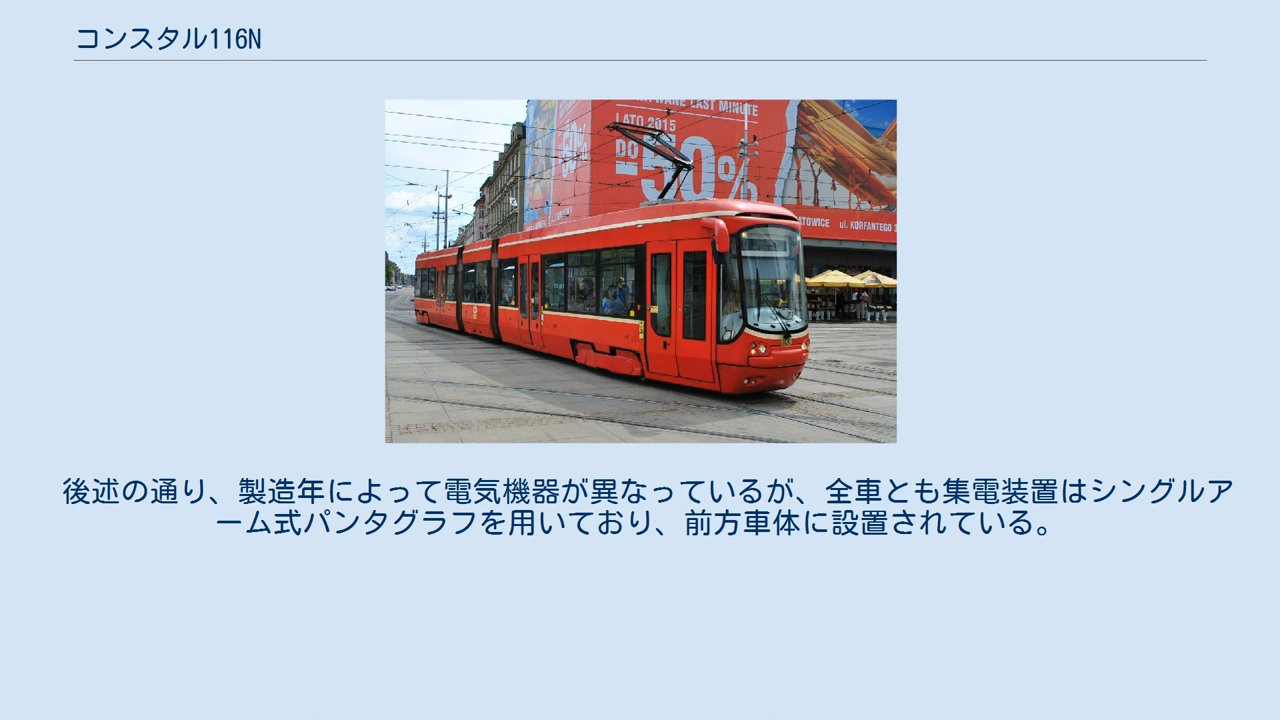 コンスタル116N
WANE LAST MINUTE
LATO 2015
DO
50%
ATOWICE ul. KORFANTEGO 3
後述の通り、製造年によって電気機器が異なっているが、全車とも集電装置はシングルア
ーム式パンタグラフを用いており、前方車体に設置されている。